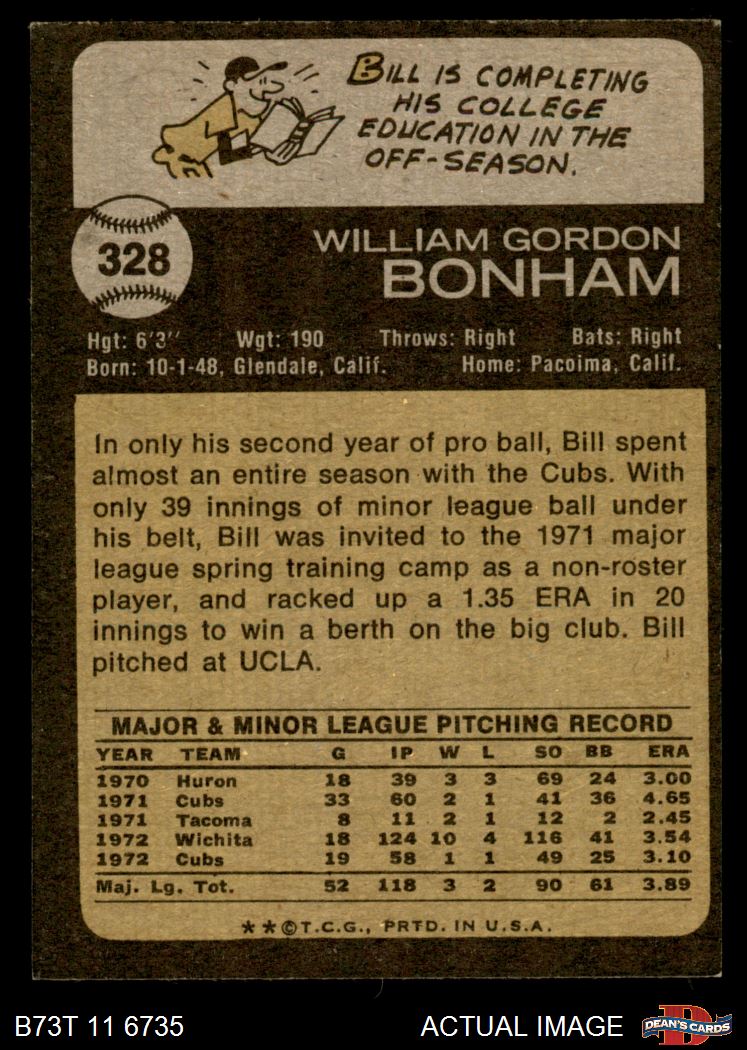 BILL IS COMPLETING
HIS COLLEGE
EDUCATION IN THE
OFF-SEASON.
328
WILLIAM GORDON
BONHAM
Hgt: 6'3" Wgt: 190 Throws: Right Bats: Right
Born: 10-1-48, Glendale, Calif. Home: Pacoima, Calif.
In only his second year of pro ball, Bill spent
almost an entire season with the Cubs. With
only 39 innings of minor league ball under
his belt, Bill was invited to the 1971 major
league spring training camp as a non-roster
player, and racked up a 1.35 ERA in 20
innings to win a berth on the big club. Bill
pitched at UCLA.
MAJOR & MINOR LEAGUE PITCHING RECORD
YEAR TEAM G IP W L SO BB ERA
1970 Huron 18 39 3 3 69 24 3.00
1971 Cubs 33 60 2 1 41 36 4.65
1971 Tacoma 8 11 2 1 12 2 2.45
1972 Wichita 18 124 10 4 116 41 3.54
1972 Cubs 19 58 1 1 49 25 3.10
Maj. Lg. Tot. 52 118 3 2 90 61 3.89
**©T.C.G., PRTD. IN U.S.A.
B73T 11 6735 ACTUAL IMAGE DEAN'S CARDS